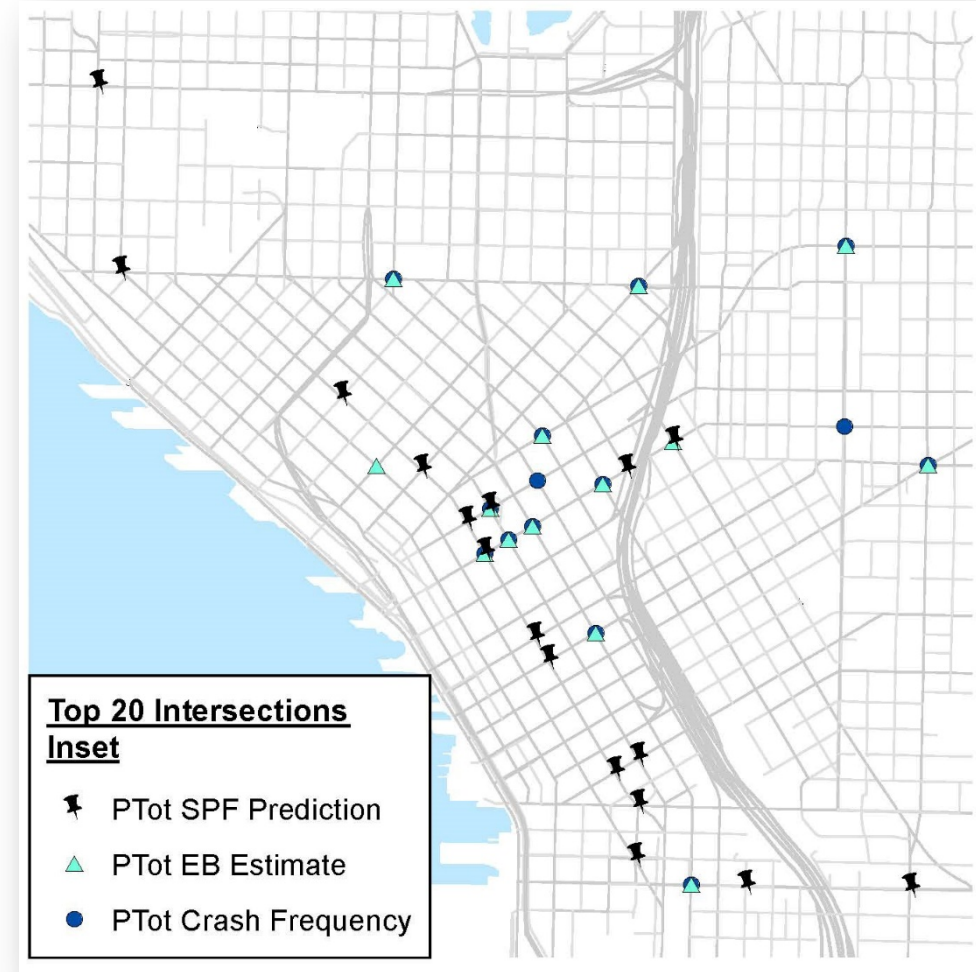 Top 20 Intersections
Inset
PTot SPF Prediction
PTot EB Estimate
PTot Crash Frequency